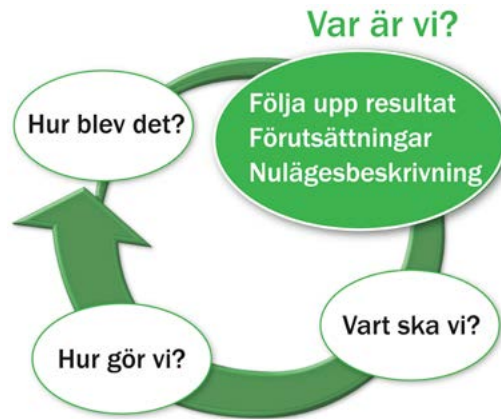 Var är vi?
Följa upp resultat
Förutsättningar
Nulägesbeskrivning
Vart ska vi?
Hur gör vi?
Hur blev det?